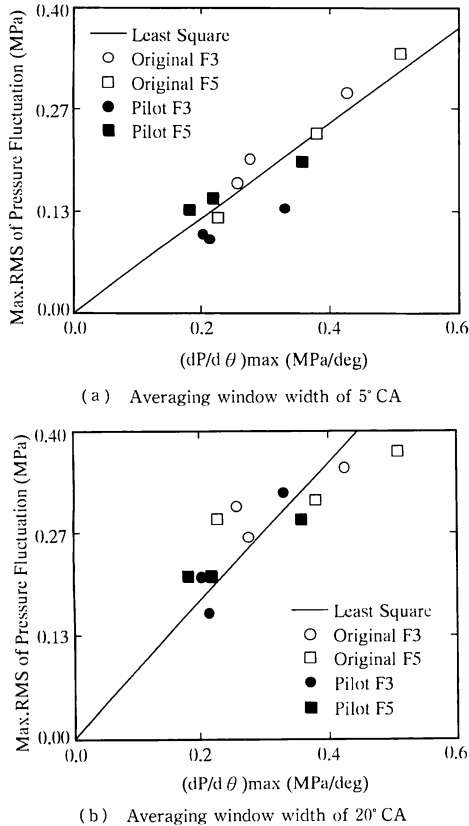 0.40
Least Square
Original F3
Original F5
Pilot F3
Pilot F5
0.27
0.13
0.00
Max.RMS of Pressure Fluctuation (MPa)
0.0 0.2 0.4 0.6
(dP/d θ)max (MPa/deg)
(a) Averaging window width of 5°CA
0.40
0.27
0.13
0.00
Max.RMS of Pressure Fluctuation (MPa)
Least Square
Original F3
Original F5
Pilot F3
Pilot F5
0.0 0.2 0.4 0.6
(dP/d θ)max (MPa/deg)
(b) Averaging window width of 20°CA